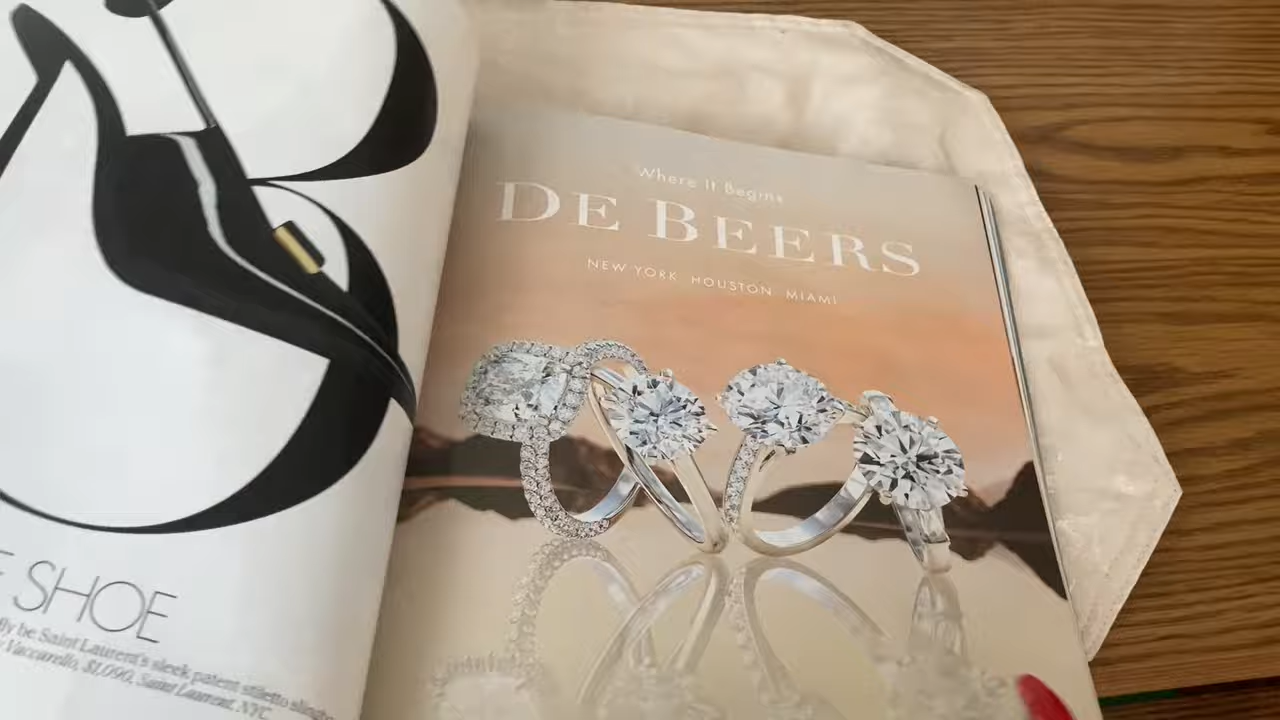 SHOE
be Saint Laurent's sleek patent stiletto
Vaccarello, $1,090, Saint Laurent, NYC
Where It Begins
DE BEERS
NEW YORK HOUSTON MIAMI